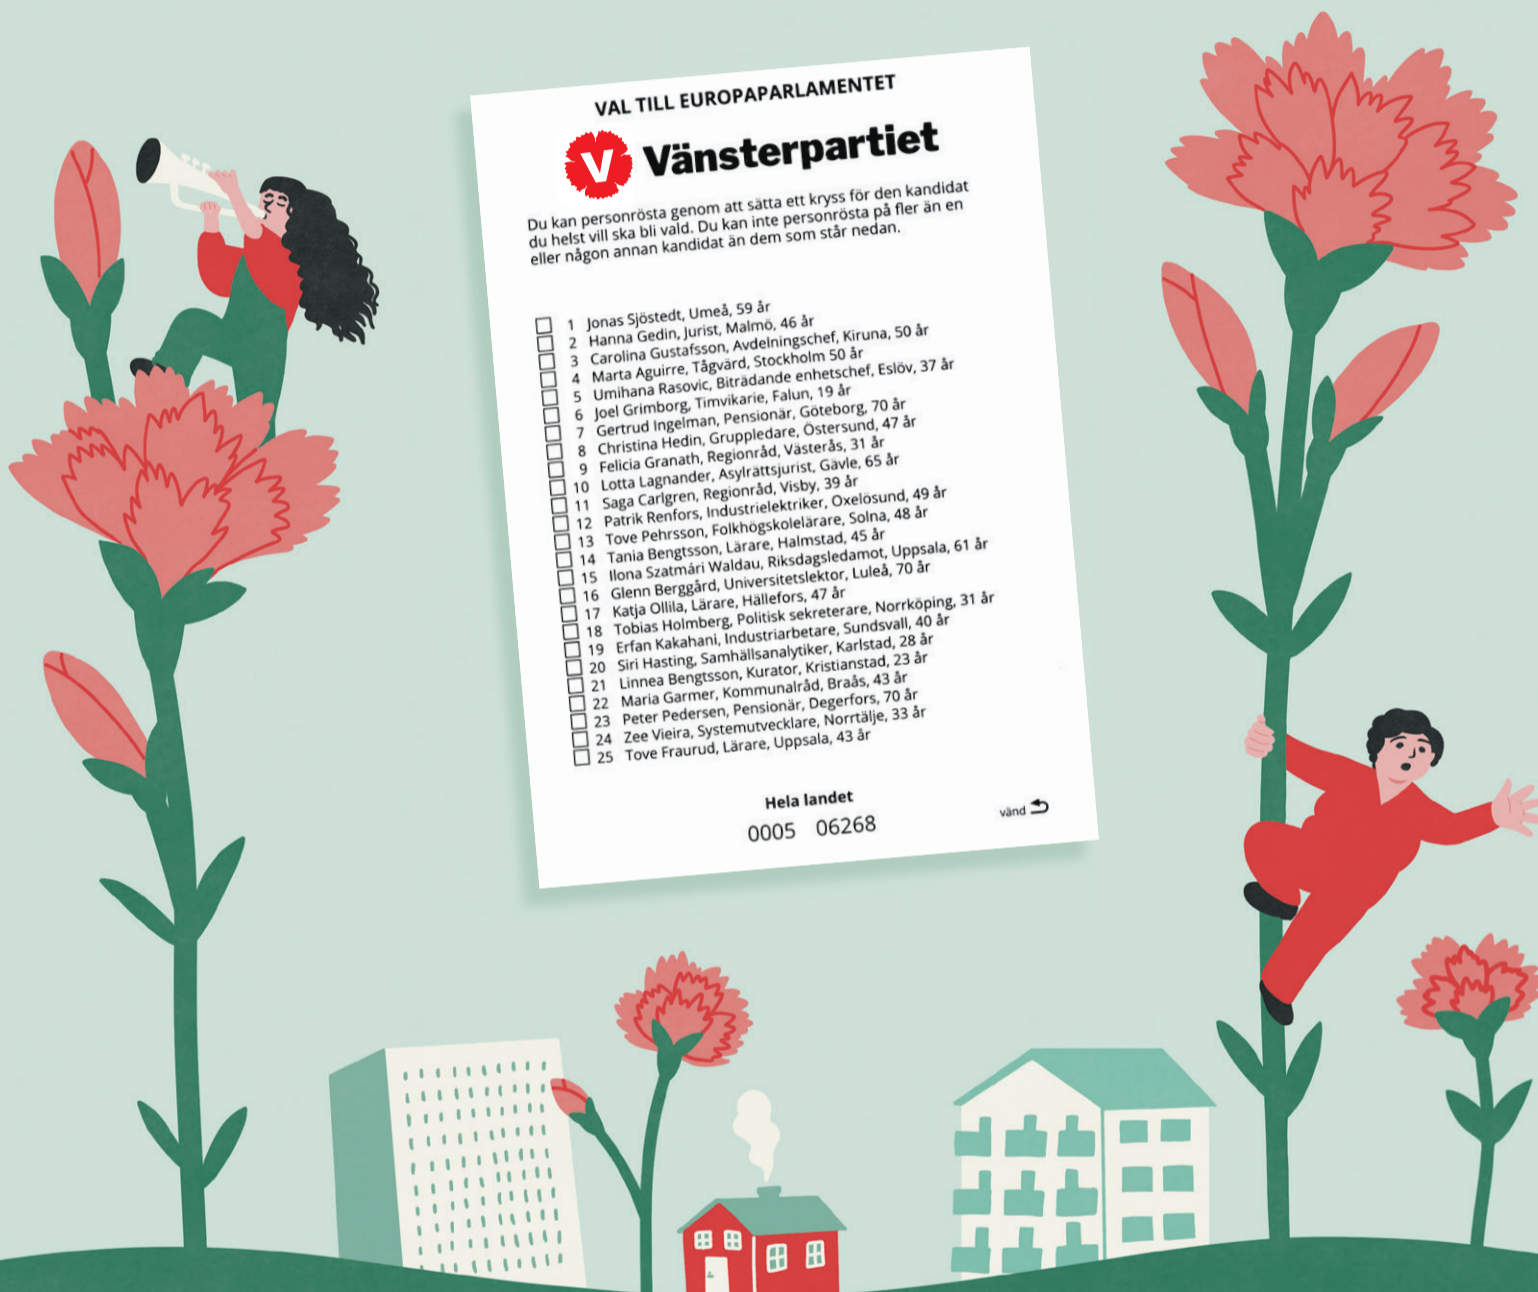 VAL TILL EUROPAPARLAMENTET
V Vänsterpartiet
Du kan personrösta genom att sätta ett kryss för den kandidat
du helst vill ska bli vald. Du kan inte personrösta på fler än en
eller någon annan kandidat än dem som står nedan.
1 Jonas Sjöstedt, Umeå, 59 år
2 Hanna Gedin, Jurist, Malmö, 46 år
3 Carolina Gustafsson, Avdelningschef, Kiruna, 50 år
4 Marta Aguirre, Tågvärd, Stockholm 50 år
5 Umihana Rasovic, Biträdande enhetschef, Eslöv, 37 år
6 Joel Grimborg, Timvikarie, Falun, 19 år
7 Gertrud Ingelman, Pensionär, Göteborg, 70 år
8 Christina Hedin, Gruppledare, Östersund, 47 år
9 Felicia Granath, Regionråd, Västerås, 31 år
10 Lotta Lagnander, Asylrättsjurist, Gävle, 65 år
11 Saga Carlgren, Regionråd, Visby, 39 år
12 Patrik Renfors, Industrielektriker, Oxelösund, 49 år
13 Tove Pehrsson, Folkhögskolelärare, Solna, 48 år
14 Tania Bengtsson, Lärare, Halmstad, 45 år
15 Ilona Szatmári Waldau, Riksdagsledamot, Uppsala, 61 år
16 Glenn Berggård, Universitetslektor, Luleå, 70 år
17 Katja Ollila, Lärare, Hällefors, 47 år
18 Tobias Holmberg, Politisk sekreterare, Norrköping, 31 år
19 Erfan Kakahani, Industriarbetare, Sundsvall, 40 år
20 Siri Hasting, Samhällsanalytiker, Karlstad, 28 år
21 Linnea Bengtsson, Kurator, Kristianstad, 23 år
22 Maria Garmer, Kommunalråd, Braås, 43 år
23 Peter Pedersen, Pensionär, Degerfors, 70 år
24 Zee Vieira, Systemutvecklare, Norrtälje, 33 år
25 Tove Fraurud, Lärare, Uppsala, 43 år
Hela landet
0005 06268
vänd